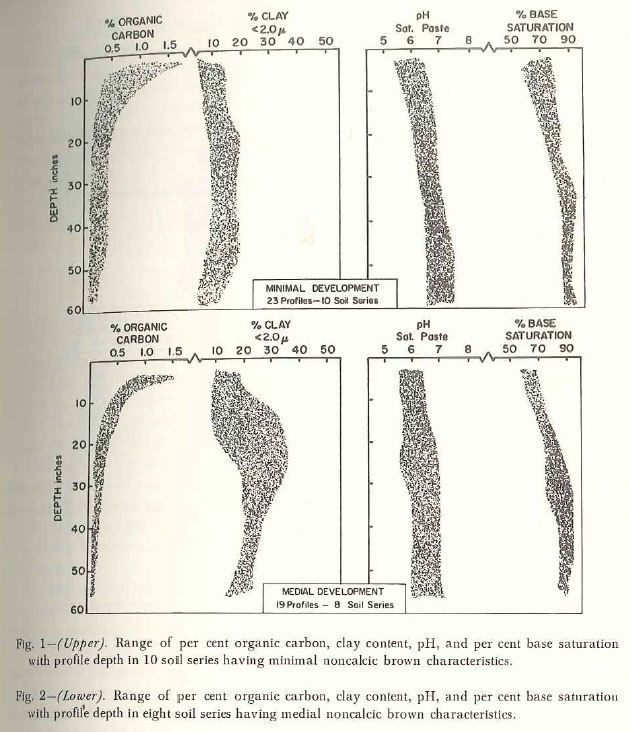 % ORGANIC CARBON
% CLAY <2.0µ
pH Sat. Paste
% BASE SATURATION
0.5 1.0 1.5 10 20 30 40 50 5 6 7 8 50 70 90
10
20
30
40
50
60
DEPTH inches
MINIMAL DEVELOPMENT
23 Profiles—10 Soil Series
% ORGANIC CARBON
% CLAY <2.0µ
pH Sat. Paste
% BASE SATURATION
0.5 1.0 1.5 10 20 30 40 50 5 6 7 8 50 70 90
10
20
30
40
50
60
DEPTH inches
MEDIAL DEVELOPMENT
19 Profiles – 8 Soil Series
Fig. 1—(Upper). Range of per cent organic carbon, clay content, pH, and per cent base saturation
with profile depth in 10 soil series having minimal noncalcic brown characteristics.
Fig. 2—(Lower). Range of per cent organic carbon, clay content, pH, and per cent base saturation
with profile depth in eight soil series having medial noncalcic brown characteristics.